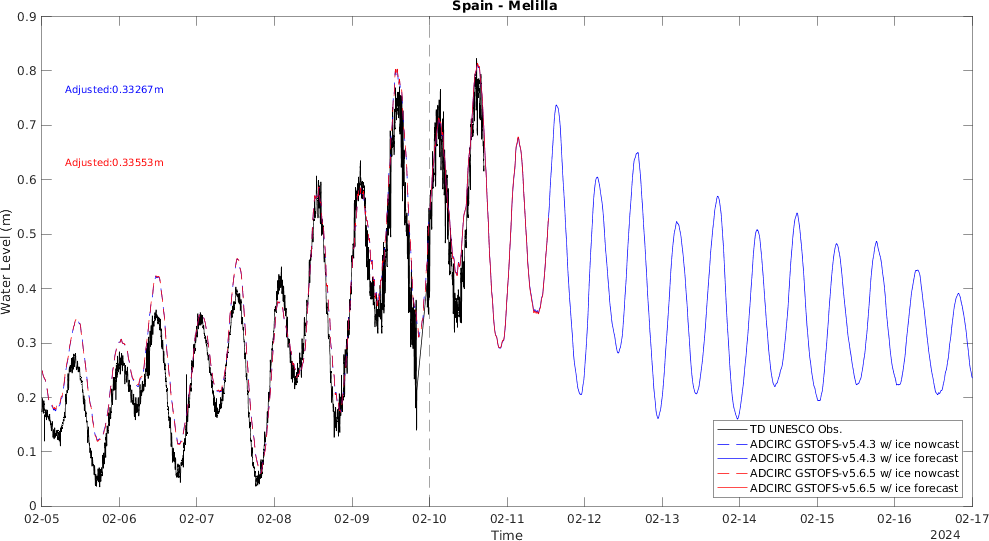 Spain - Melilla
0.9
0.8
0.7
0.6
0.5
0.4
0.3
0.2
0.1
0
Water Level (m)
Adjusted:0.33267m
Adjusted:0.33553m
TD UNESCO Obs.
ADCIRC GSTOFS-v5.4.3 w/ ice nowcast
ADCIRC GSTOFS-v5.4.3 w/ ice forecast
ADCIRC GSTOFS-v5.6.5 w/ ice nowcast
ADCIRC GSTOFS-v5.6.5 w/ ice forecast
02-05 02-06 02-07 02-08 02-09 02-10 02-11 02-12 02-13 02-14 02-15 02-16 02-17
Time
2024